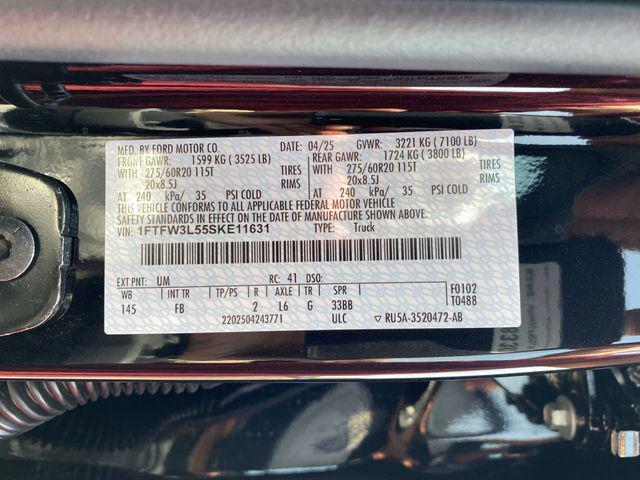 MFD. BY FORD MOTOR CO. DATE: 04/25 GVWR: 3221 KG ( 7100 LB)
FRONT GAWR: 1599 KG ( 3525 LB) REAR GAWR: 1724 KG ( 3800 LB)
WITH 275/60R20 115T TIRES WITH 275/60R20 115T TIRES
20x8.5J RIMS 20x8.5J RIMS
AT 240 kPa/ 35 PSI COLD AT 240 kPa/ 35 PSI COLD
THIS VEHICLE CONFORMS TO ALL APPLICABLE FEDERAL MOTOR VEHICLE
SAFETY STANDARDS IN EFFECT ON THE DATE OF MANUFACTURE SHOWN ABOVE.
VIN: 1FTFW3L55SKE11631 TYPE: Truck
EXT PNT: UM RC: 41 DSO:
WB INT TR TP/PS R AXLE TR SPR F0102
145 FB 2 L6 G 33BB T0488
2202504243771 ULC RU5A-3520472-AB